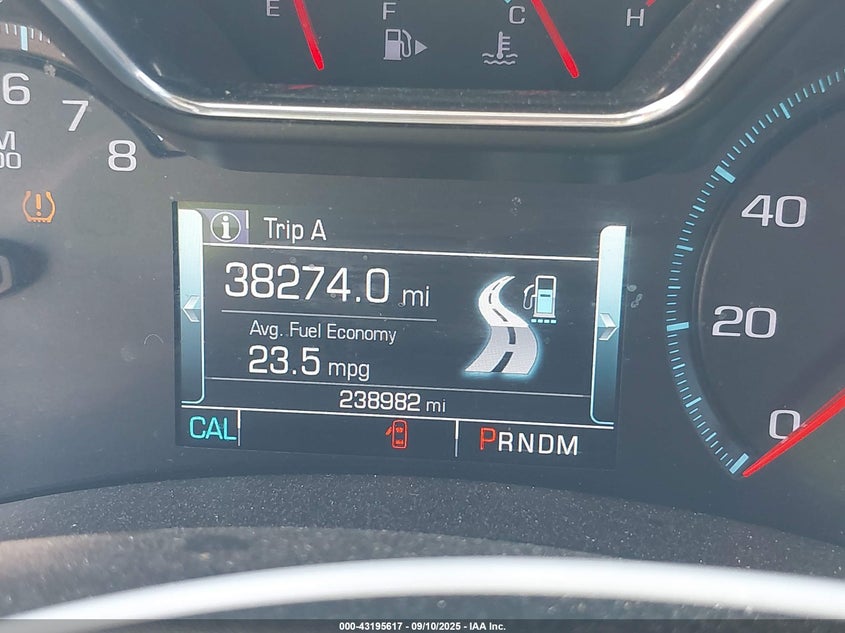 E F C H
6
7
8
40
20
0
Trip A
38274.0 mi
Avg. Fuel Economy
23.5 mpg
238982 mi
CAL PRNDM
000-43195617 - 09/10/2025 - IAA Inc.